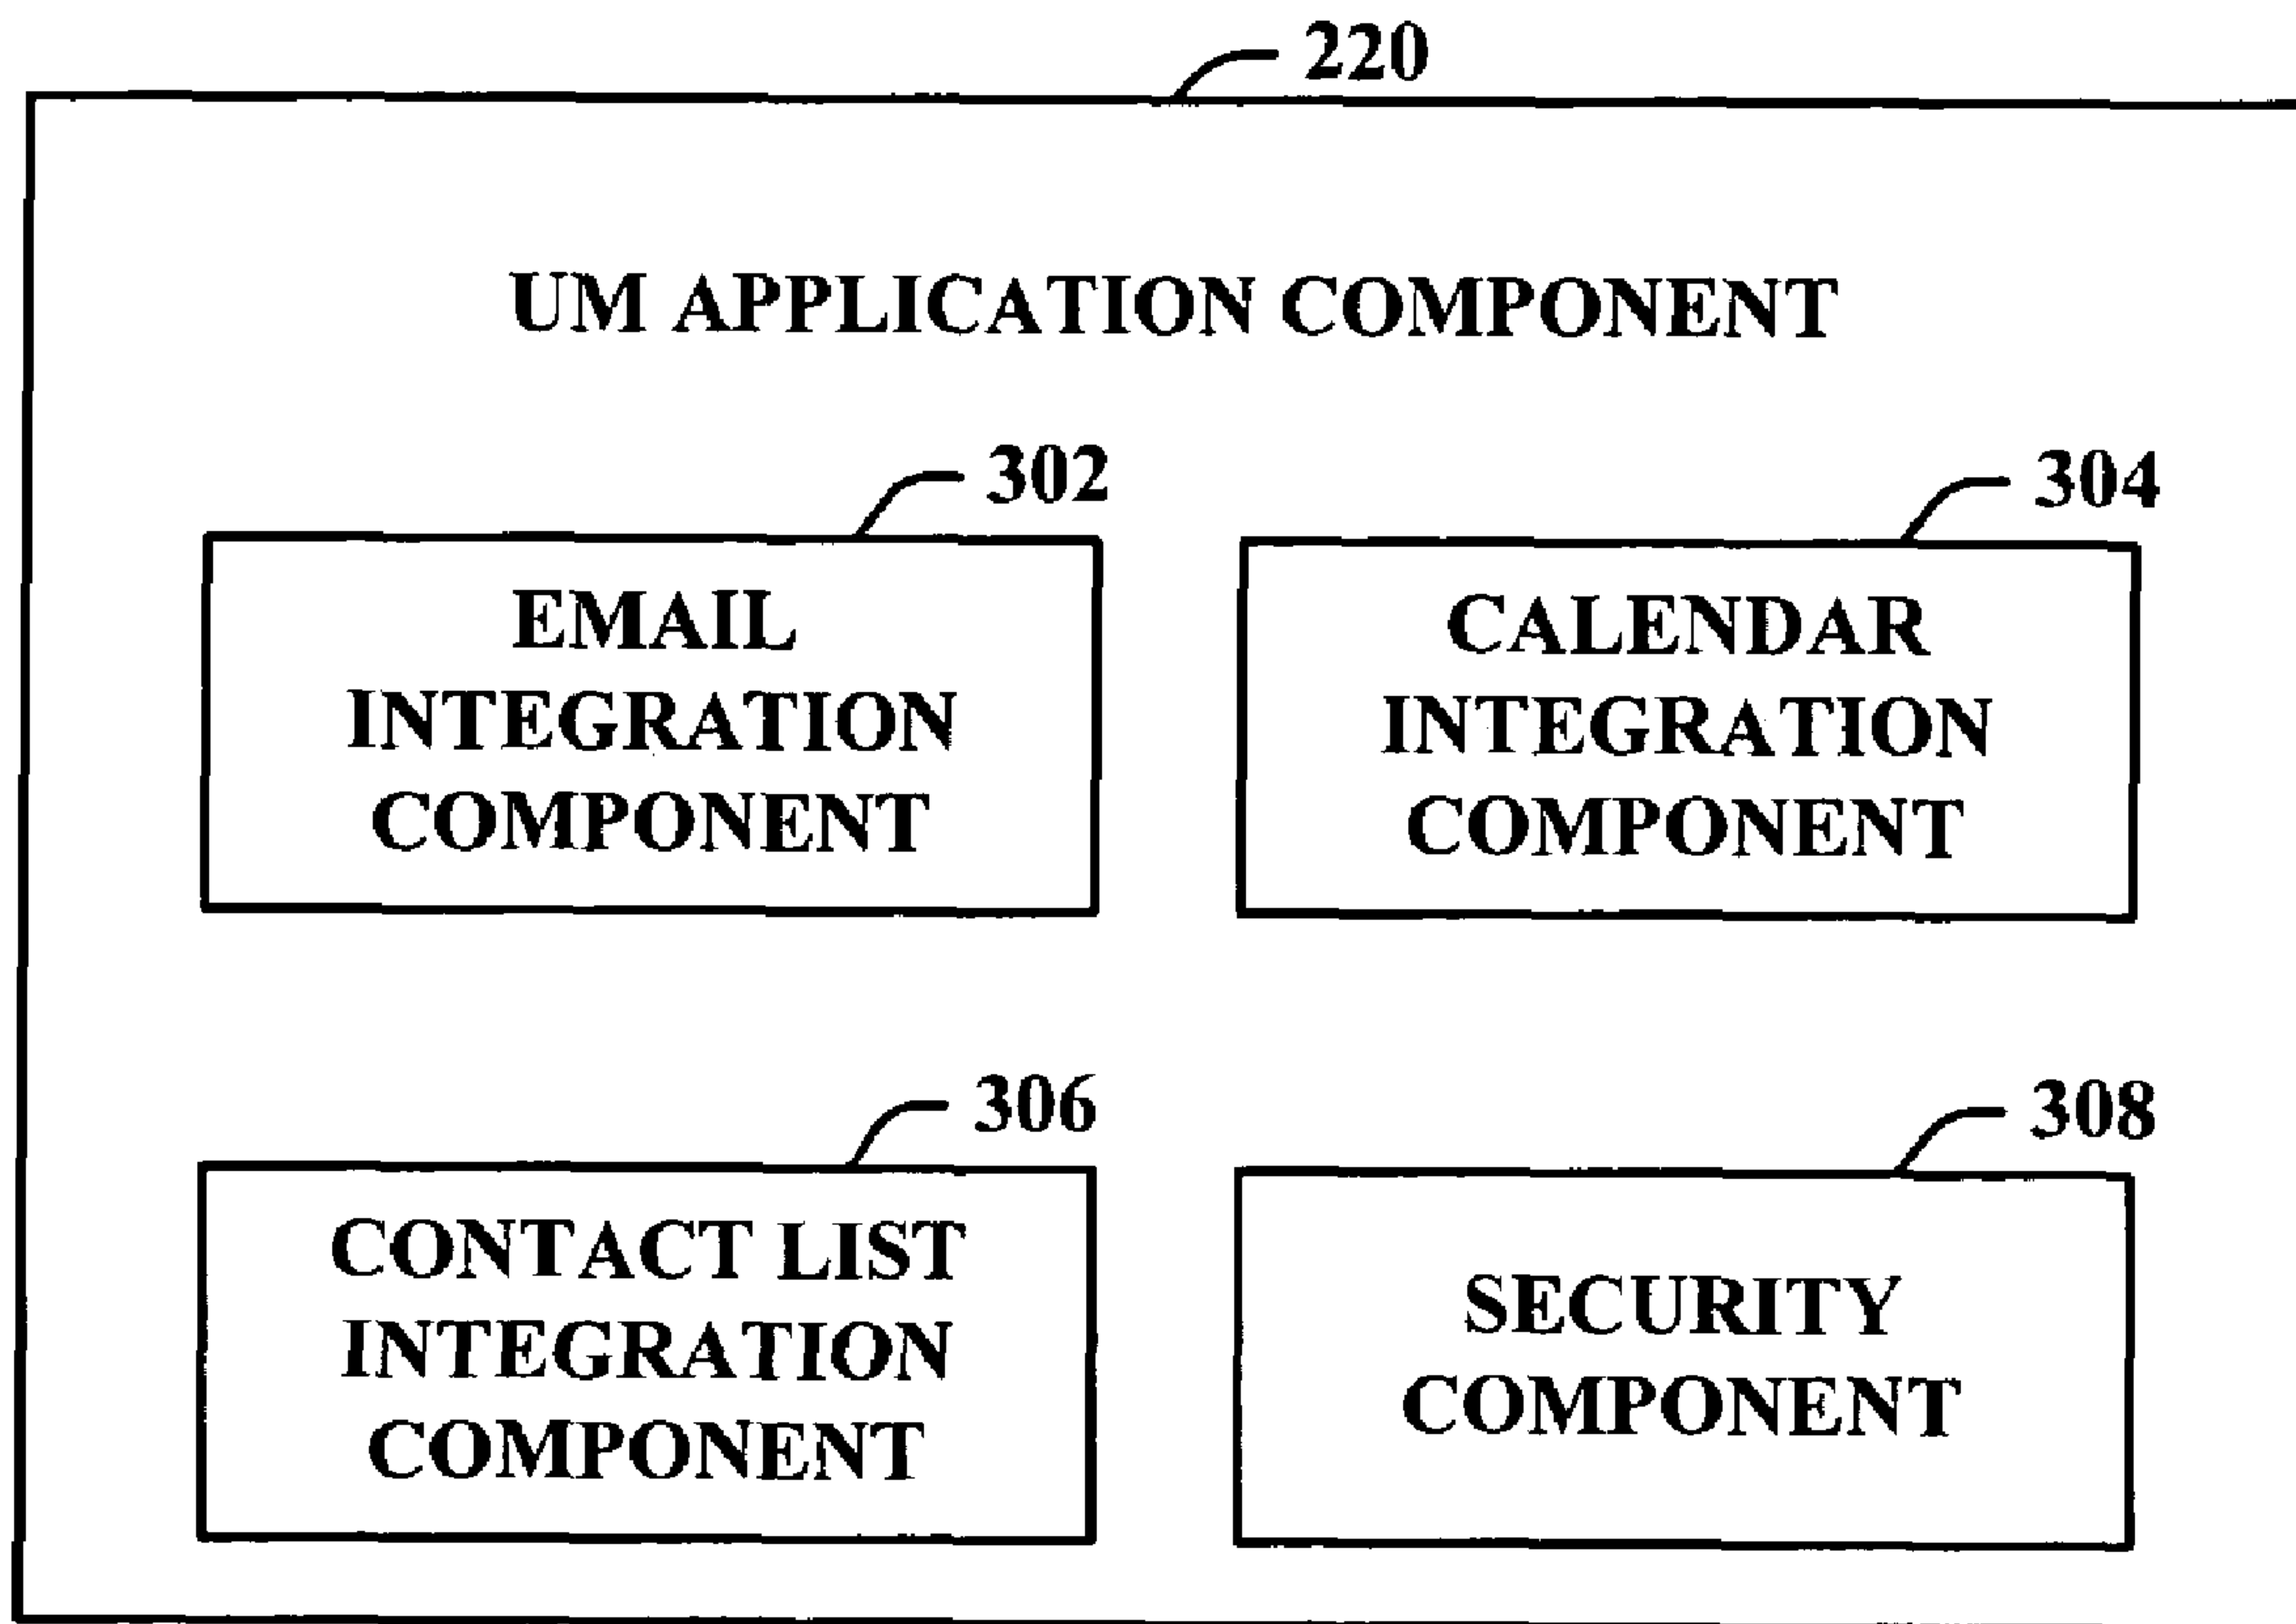 220
UM APPLICATION COMPONENT
302
EMAIL
INTEGRATION
COMPONENT
304
CALENDAR
INTEGRATION
COMPONENT
306
CONTACT LIST
INTEGRATION
COMPONENT
308
SECURITY
COMPONENT